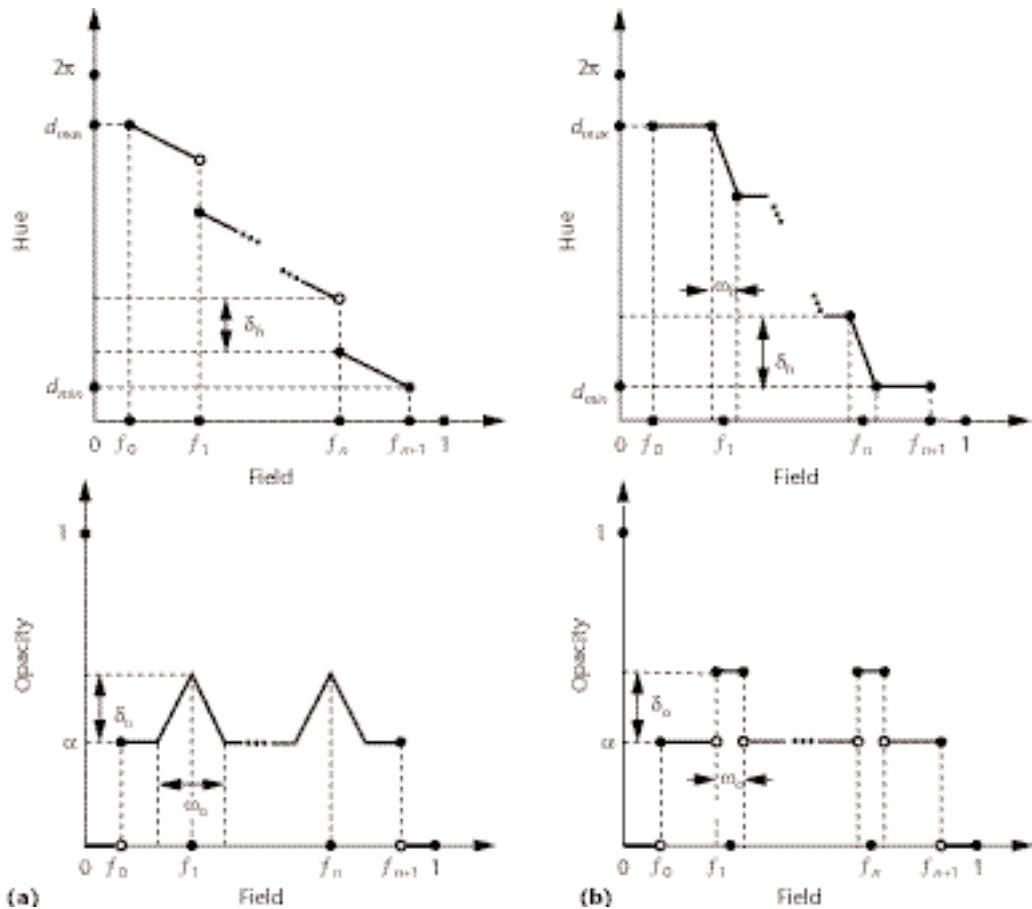 2π
d_max
Hue
δ_h
d_min
0 f_0 f_1 f_n f_n+1 1
Field
2π
d_max
Hue
ω_h
δ_h
d_min
0 f_0 f_1 f_n f_n+1 1
Field
1
Opacity
δ_o
α
ω_o
0 f_0 f_1 f_n f_n+1 1
(a) Field
1
Opacity
δ_o
α
ω_o
0 f_0 f_1 f_n f_n+1 1
(b) Field